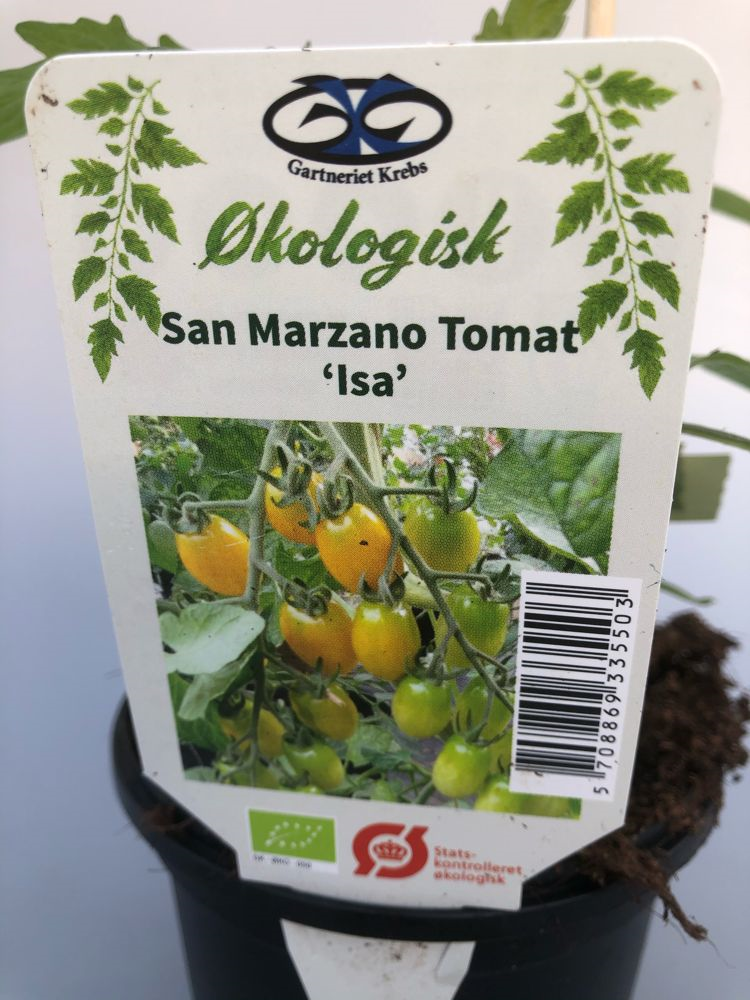 Gartneriet Krebs
Økologisk
San Marzano Tomat
‘Isa’
5 708869 335503
Ø
Stats-
kontrolleret
økologisk